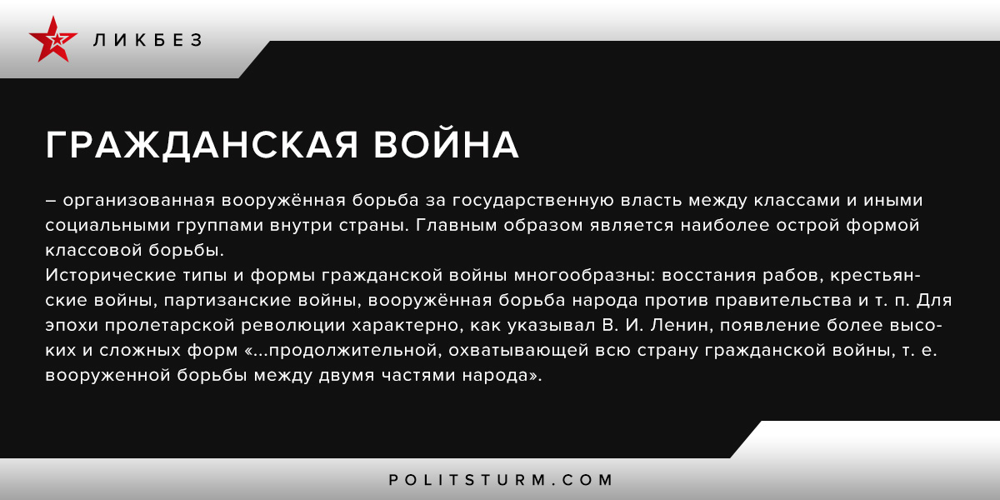 ЛИКБЕЗ
ГРАЖДАНСКАЯ ВОЙНА
– организованная вооружённая борьба за государственную власть между классами и иными
социальными группами внутри страны. Главным образом является наиболее острой формой
классовой борьбы.
Исторические типы и формы гражданской войны многообразны: восстания рабов, крестьян-
ские войны, партизанские войны, вооружённая борьба народа против правительства и т. п. Для
эпохи пролетарской революции характерно, как указывал В. И. Ленин, появление более высо-
ких и сложных форм «...продолжительной, охватывающей всю страну гражданской войны, т. е.
вооруженной борьбы между двумя частями народа».
POLITSTURM.COM